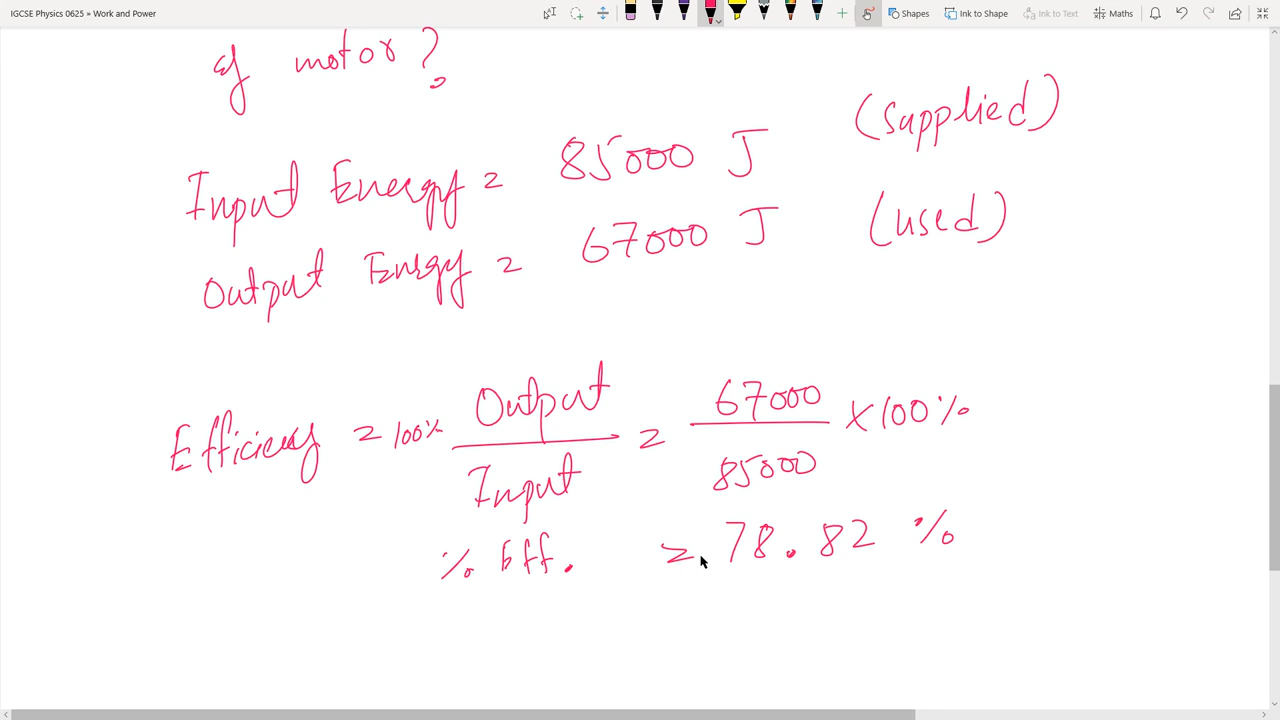 IGCSE Physics 0625 » Work and Power
Shapes Ink to Shape Ink to Text Maths
of motor?
Input Energy = 85000 J (supplied)
Output Energy = 67000 J (used)
Efficiency = 100% Output / Input = 67000 / 85000 × 100%
% Eff. = 78.82 %